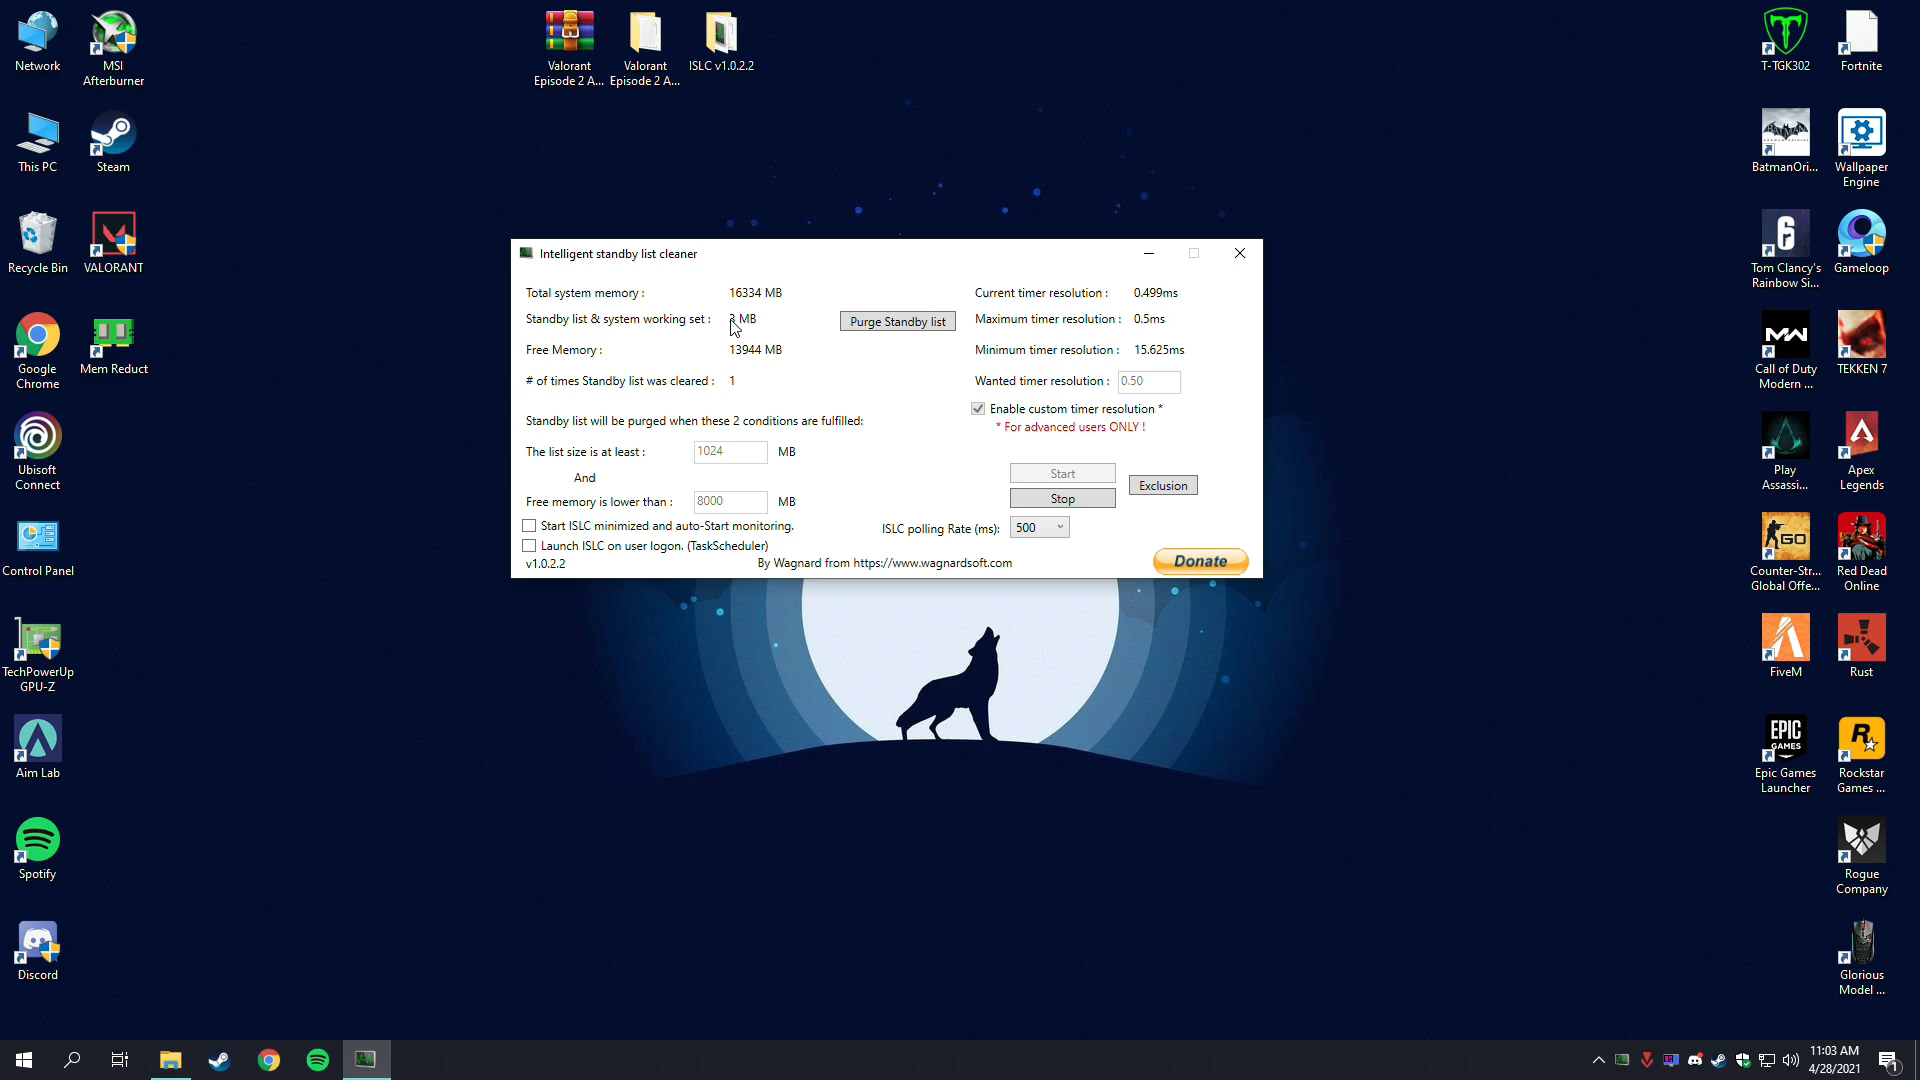 Network
MSI
Afterburner
Valorant
Episode 2 A...
Valorant
Episode 2 A...
ISLC v1.0.2.2
T-TGK302
Fortnite
This PC
Steam
BATMAN
BatmanOri...
Wallpaper
Engine
Recycle Bin
VALORANT
6
Tom Clancy's
Rainbow Si...
Gameloop
Google
Chrome
Mem Reduct
MW
Call of Duty
Modern ...
TEKKEN 7
Ubisoft
Connect
Play
Assassi...
Apex
Legends
Control Panel
GO
Counter-Str...
Global Offe...
Red Dead
Online
TechPowerUp
GPU-Z
FiveM
Rust
Aim Lab
EPIC
GAMES
Epic Games
Launcher
R
Rockstar
Games ...
Spotify
Rogue
Company
Discord
Glorious
Model ...
Intelligent standby list cleaner
Total system memory : 16334 MB
Current timer resolution : 0.499ms
Standby list & system working set : MB
Purge Standby list
Maximum timer resolution : 0.5ms
Free Memory : 13944 MB
Minimum timer resolution : 15.625ms
# of times Standby list was cleared : 1
Wanted timer resolution : 0.50
Enable custom timer resolution *
* For advanced users ONLY !
Standby list will be purged when these 2 conditions are fulfilled:
The list size is at least : 1024 MB
And
Free memory is lower than : 8000 MB
Start
Stop
Exclusion
Start ISLC minimized and auto-Start monitoring.
ISLC polling Rate (ms): 500
Launch ISLC on user logon. (TaskScheduler)
v1.0.2.2
By Wagnard from https://www.wagnardsoft.com
Donate
11:03 AM
4/28/2021
1